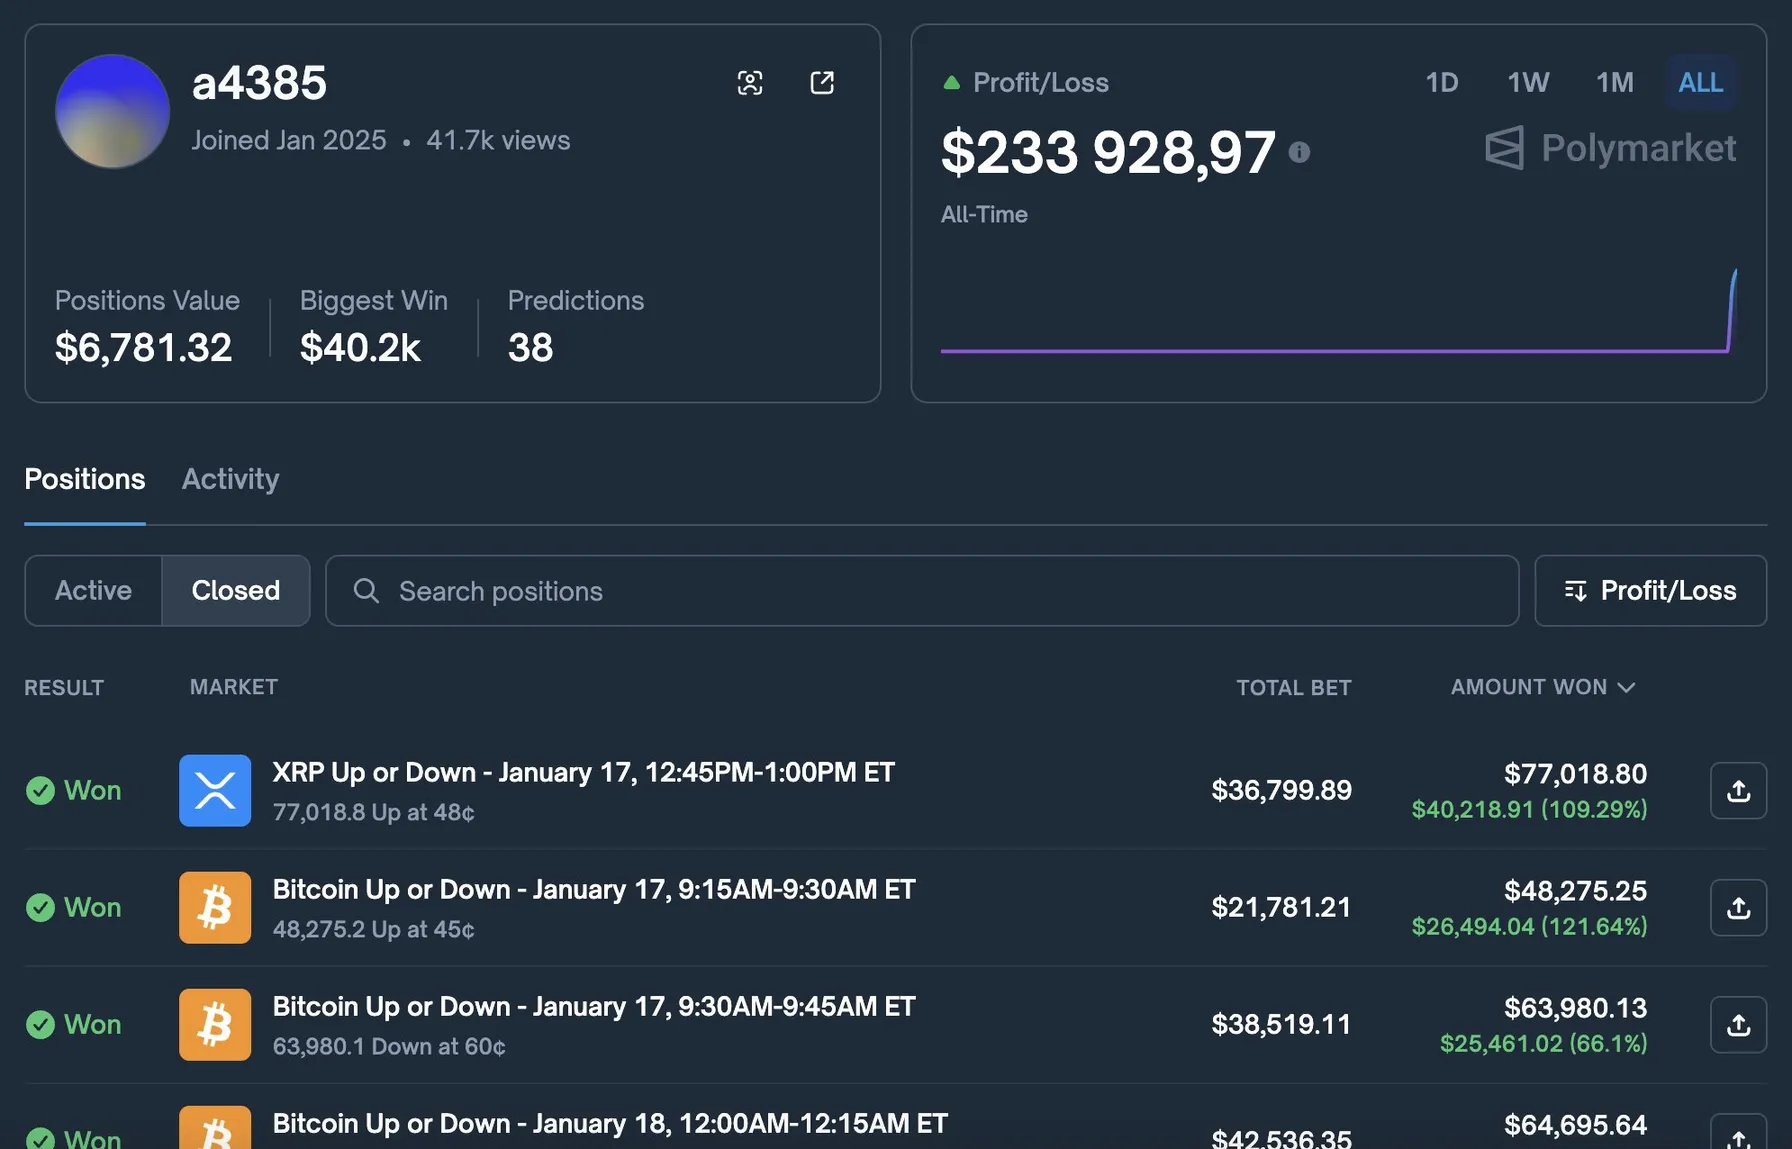 a4385
Joined Jan 2025 • 41.7k views
Positions Value
$6,781.32
Biggest Win
$40.2k
Predictions
38
Profit/Loss
1D 1W 1M ALL
$233 928,97
Polymarket
All-Time
Positions Activity
Active Closed Search positions Profit/Loss
RESULT MARKET TOTAL BET AMOUNT WON
Won
XRP Up or Down - January 17, 12:45PM-1:00PM ET
77,018.8 Up at 48¢
$36,799.89
$77,018.80
$40,218.91 (109.29%)
Won
Bitcoin Up or Down - January 17, 9:15AM-9:30AM ET
48,275.2 Up at 45¢
$21,781.21
$48,275.25
$26,494.04 (121.64%)
Won
Bitcoin Up or Down - January 17, 9:30AM-9:45AM ET
63,980.1 Down at 60¢
$38,519.11
$63,980.13
$25,461.02 (66.1%)
Won
Bitcoin Up or Down - January 18, 12:00AM-12:15AM ET
$42,536.35
$64,695.64